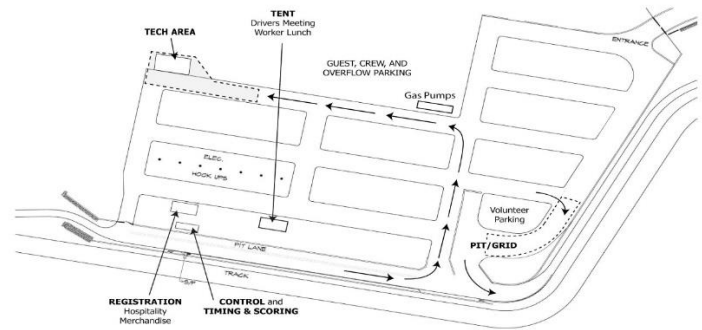 TENT
Drivers Meeting
Worker Lunch
TECH AREA
ENTRANCE
GUEST, CREW, AND
OVERFLOW PARKING
Gas Pumps
ELEC.
HOOK UPS
Volunteer
Parking
PIT/GRID
PIT LANE
TRACK
REGISTRATION
Hospitality
Merchandise
CONTROL and
TIMING & SCORING